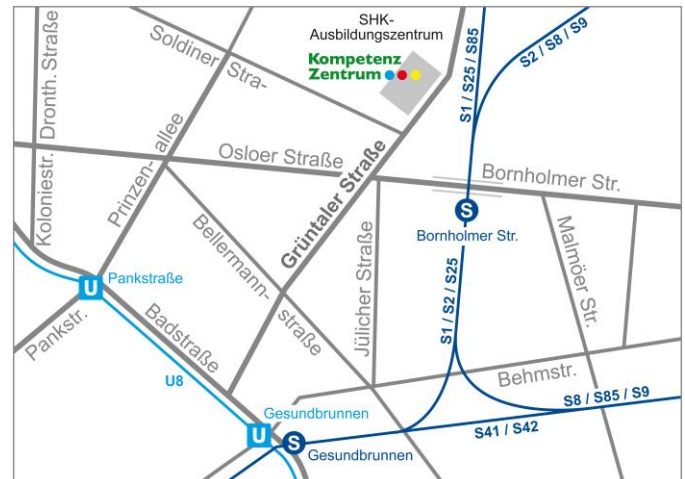 SHK-
Ausbildungszentrum
Kompetenz
Zentrum
Soldiner Stra-
Dronth. Straße
Koloniestr.
Prinzen-
allee
Osloer Straße
Grüntaler Straße
Bellermann-
straße
Jülicher Straße
S1 / S25 / S85
S2 / S8 / S9
Bornholmer Str.
S
Bornholmer Str.
Malmöer Str.
S1 / S2 / S25
U
Pankstraße
Pankstr.
Badstraße
U8
Behmstr.
S8 / S85 / S9
S41 / S42
Gesundbrunnen
U
S
Gesundbrunnen